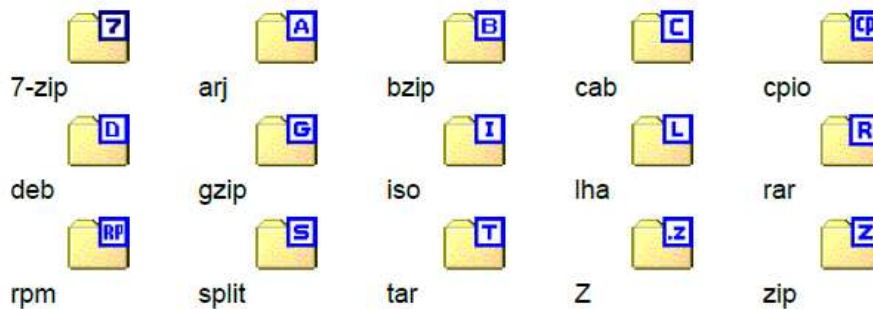 7 A B C Cp
7-zip arj bzip cab cpio
D G I L R
deb gzip iso lha rar
RP S T .z Z
rpm split tar Z zip